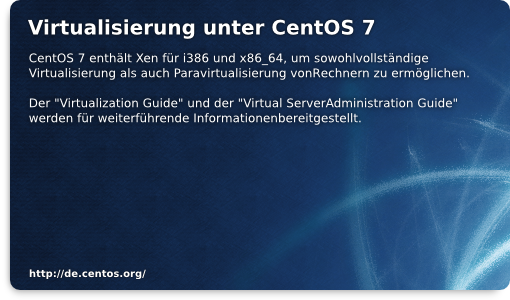 Virtualisierung unter CentOS 7
CentOS 7 enthält Xen für i386 und x86_64, um sowohlvollständige
Virtualisierung als auch Paravirtualisierung vonRechnern zu ermöglichen.
Der "Virtualization Guide" und der "Virtual ServerAdministration Guide"
werden für weiterführende Informationenbereitgestellt.
http://de.centos.org/